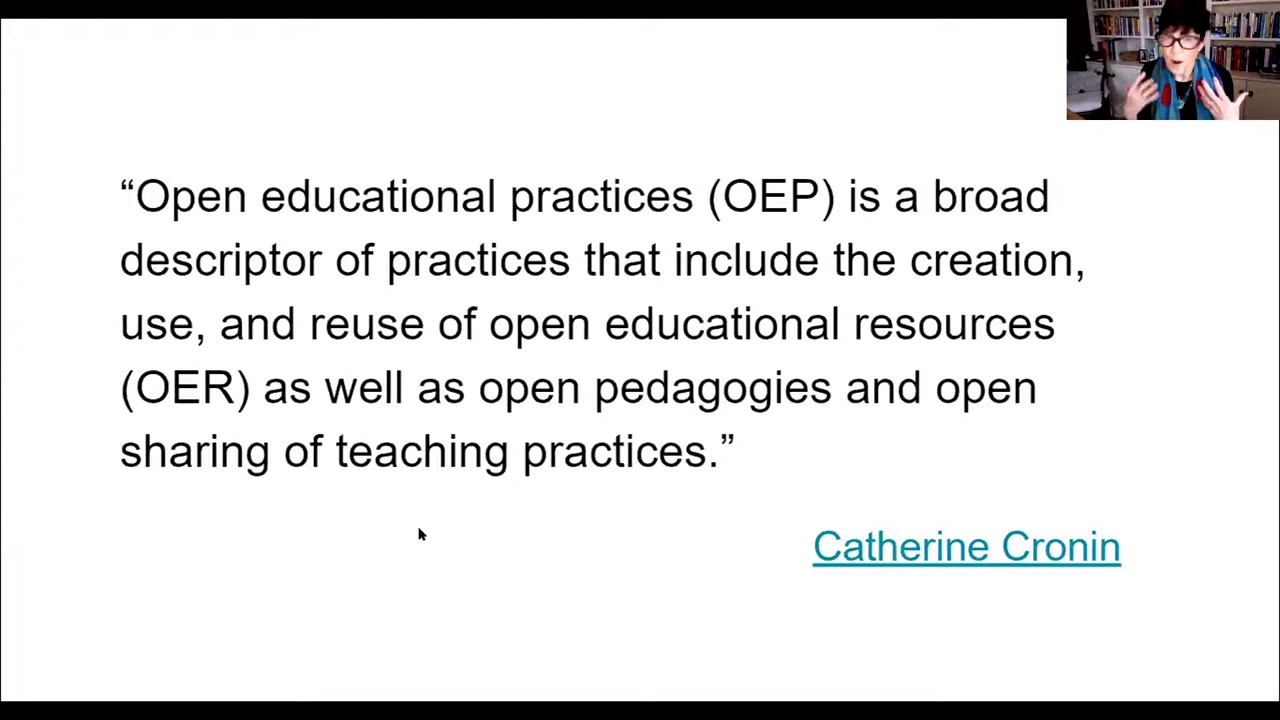 “Open educational practices (OEP) is a broad
descriptor of practices that include the creation,
use, and reuse of open educational resources
(OER) as well as open pedagogies and open
sharing of teaching practices.”
Catherine Cronin